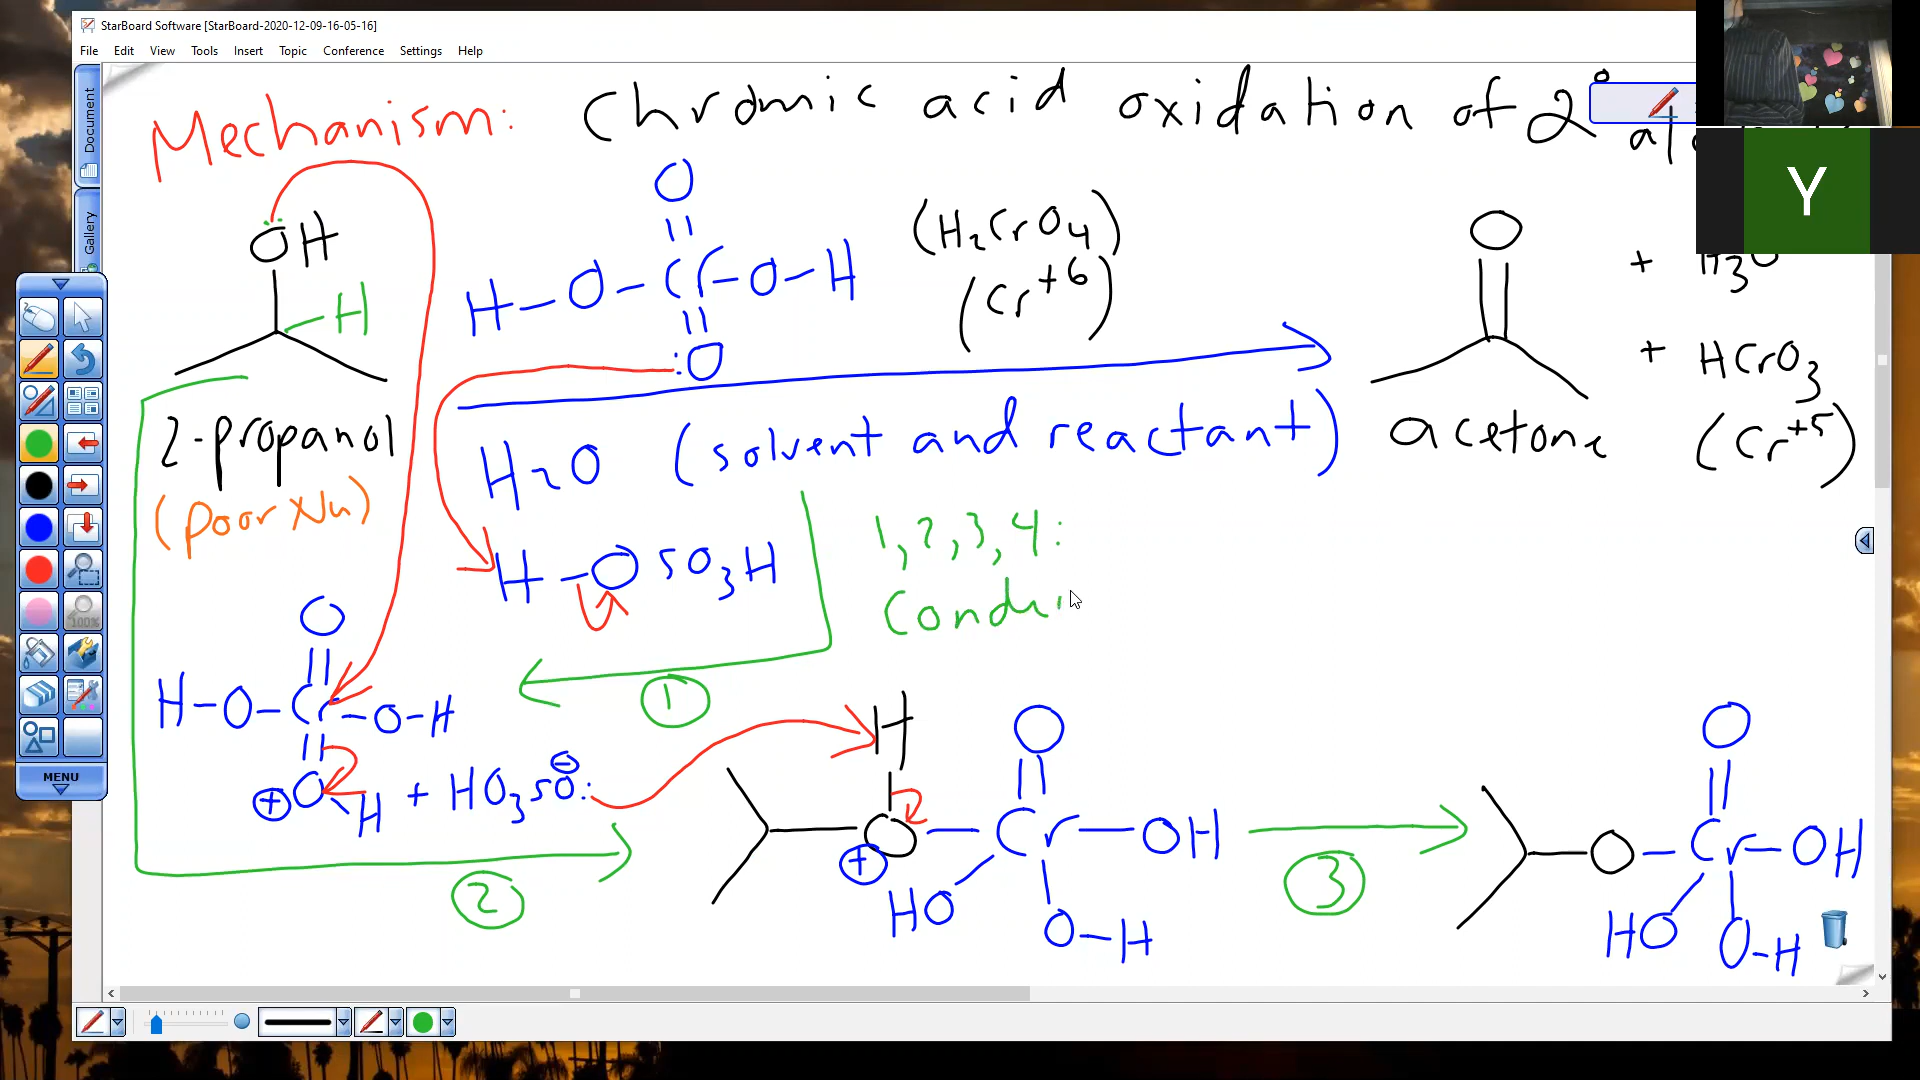 StarBoard Software [StarBoard-2020-12-09-16-05-16]
File Edit View Tools Insert Topic Conference Settings Help
Document
Gallery
MENU
100%
Y
Mechanism: Chromic acid oxidation of 2°
O
ÖH
H
H-O-Cr-O-H
:O
(H2CrO4)
(Cr+6)
O
+ H3O
+ HCrO3
(Cr+5)
2-propanol
(poor Nu)
H2O (solvent and reactant)
acetone
H-OSO3H
1, 2, 3, 4:
Condu
1
O
H-O-Cr-O-H
⊕O H + HO3SO:⊖
2
H
O
O-Cr-OH
⊕
HO
O-H
3
O
O-Cr-OH
HO
O-H